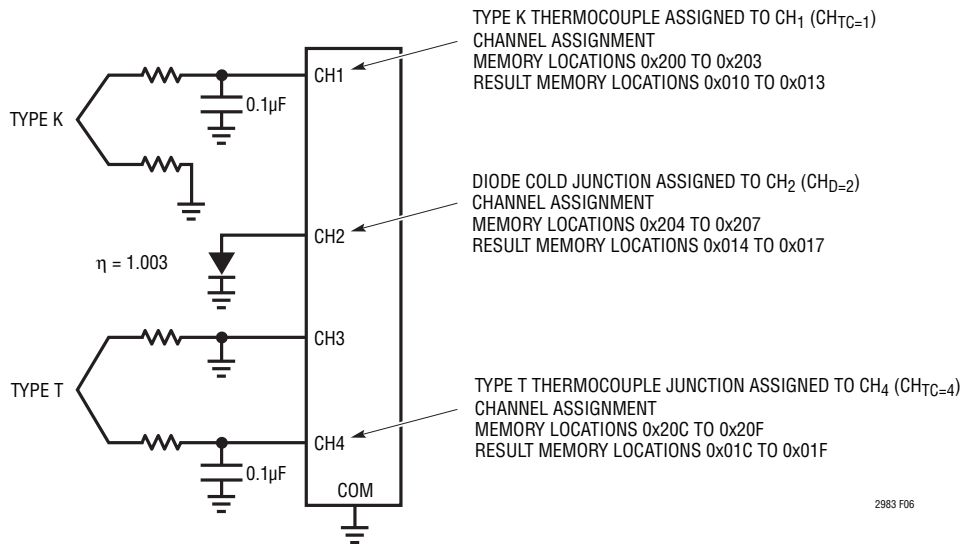 TYPE K THERMOCOUPLE ASSIGNED TO CH1 (CHTC=1)
CHANNEL ASSIGNMENT
MEMORY LOCATIONS 0x200 TO 0x203
RESULT MEMORY LOCATIONS 0x010 TO 0x013
CH1
0.1µF
TYPE K
DIODE COLD JUNCTION ASSIGNED TO CH2 (CHD=2)
CHANNEL ASSIGNMENT
MEMORY LOCATIONS 0x204 TO 0x207
RESULT MEMORY LOCATIONS 0x014 TO 0x017
CH2
η = 1.003
CH3
TYPE T
TYPE T THERMOCOUPLE JUNCTION ASSIGNED TO CH4 (CHTC=4)
CHANNEL ASSIGNMENT
MEMORY LOCATIONS 0x20C TO 0x20F
RESULT MEMORY LOCATIONS 0x01C TO 0x01F
CH4
0.1µF
COM
2983 F06